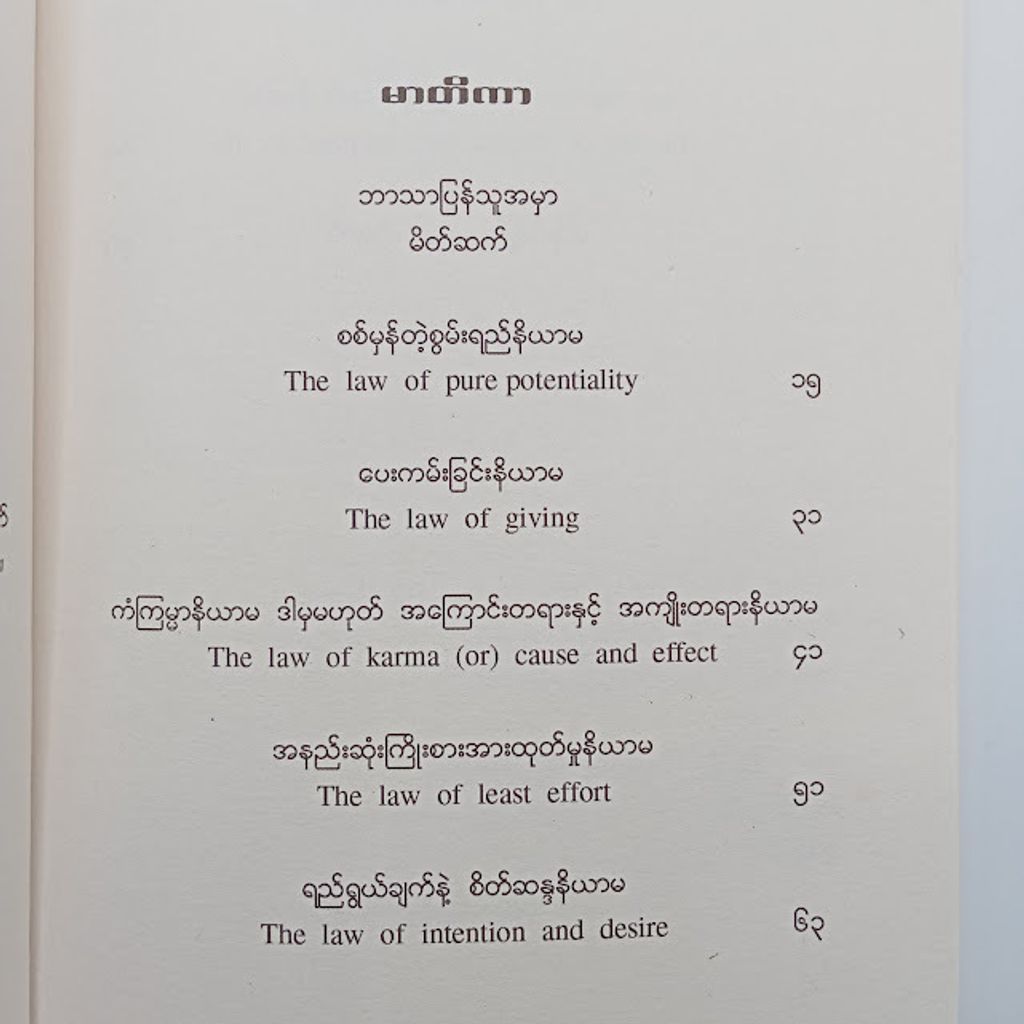 မာတိကာ
ဘာသာပြန်သူအမှာ
မိတ်ဆက်
စစ်မှန်တဲ့စွမ်းရည်နိယာမ
The law of pure potentiality ၁၅
ပေးကမ်းခြင်းနိယာမ
The law of giving ၃၁
ကံကြမ္မာနိယာမ ဒါမှမဟုတ် အကြောင်းတရားနှင့် အကျိုးတရားနိယာမ
The law of karma (or) cause and effect ၄၁
အနည်းဆုံးကြိုးစားအားထုတ်မှုနိယာမ
The law of least effort ၅၁
ရည်ရွယ်ချက်နဲ့ စိတ်ဆန္ဒနိယာမ
The law of intention and desire ၆၃